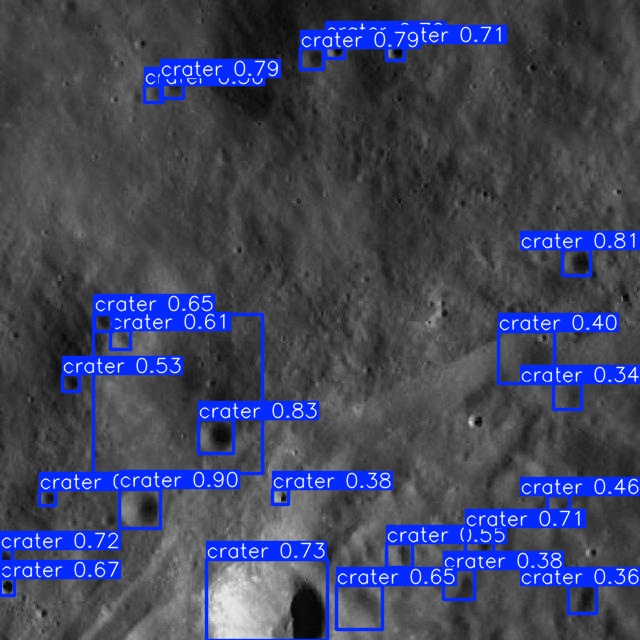 crater 0.79
crater 0.71
crater 0.79
crater 0.81
crater 0.65
crater 0.61
crater 0.40
crater 0.53
crater 0.34
crater 0.83
crater 0.90
crater 0.38
crater 0.46
crater 0.71
crater 0.72
crater 0.55
crater 0.73
crater 0.38
crater 0.67
crater 0.65
crater 0.36